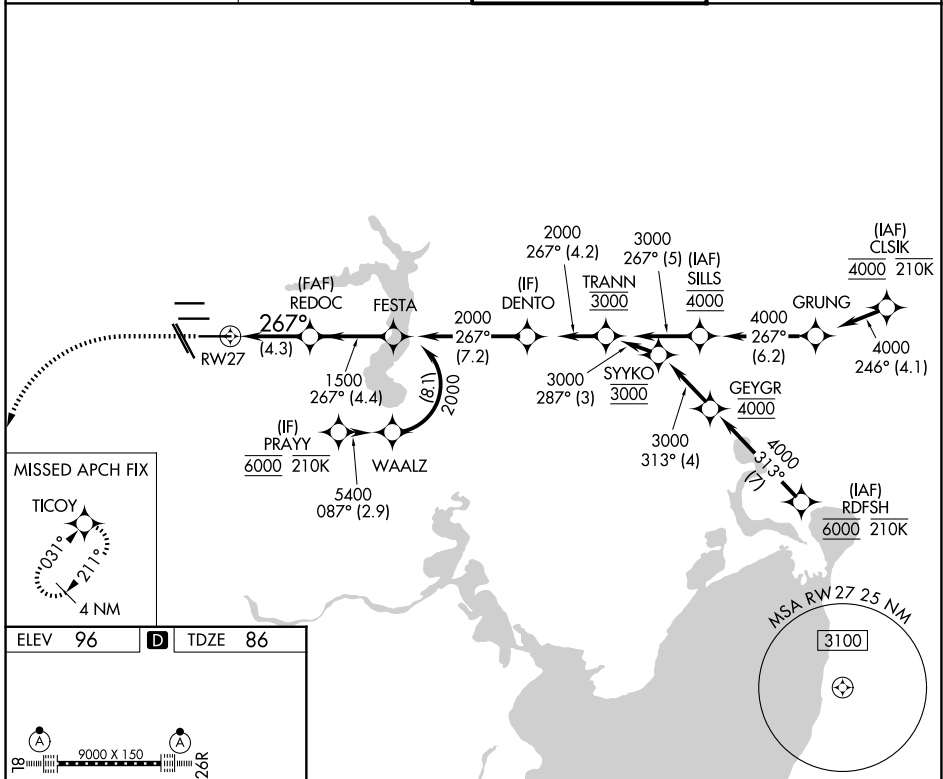 (IAF)
CLSIK
4000 210K
2000
267° (4.2)
3000
267° (5)
(IAF)
SILLS
4000
TRANN
3000
(IF)
DENTO
GRUNG
(FAF)
REDOC
FESTA
267°
(4.3)
RW27
2000
267°
(7.2)
4000
267°
(6.2)
4000
246° (4.1)
1500
267° (4.4)
(8.1)
2000
3000
287° (3)
SYYKO
3000
GEYGR
4000
(IF)
PRAYY
6000 210K
WAALZ
5400
087° (2.9)
3000
313° (4)
4000
313°
(7)
(IAF)
RDFSH
6000 210K
MISSED APCH FIX
TICOY
031°
211°
4 NM
MSA RW27 25 NM
3100
ELEV 96 D TDZE 86
A
A
8L
9000 X 150
26R